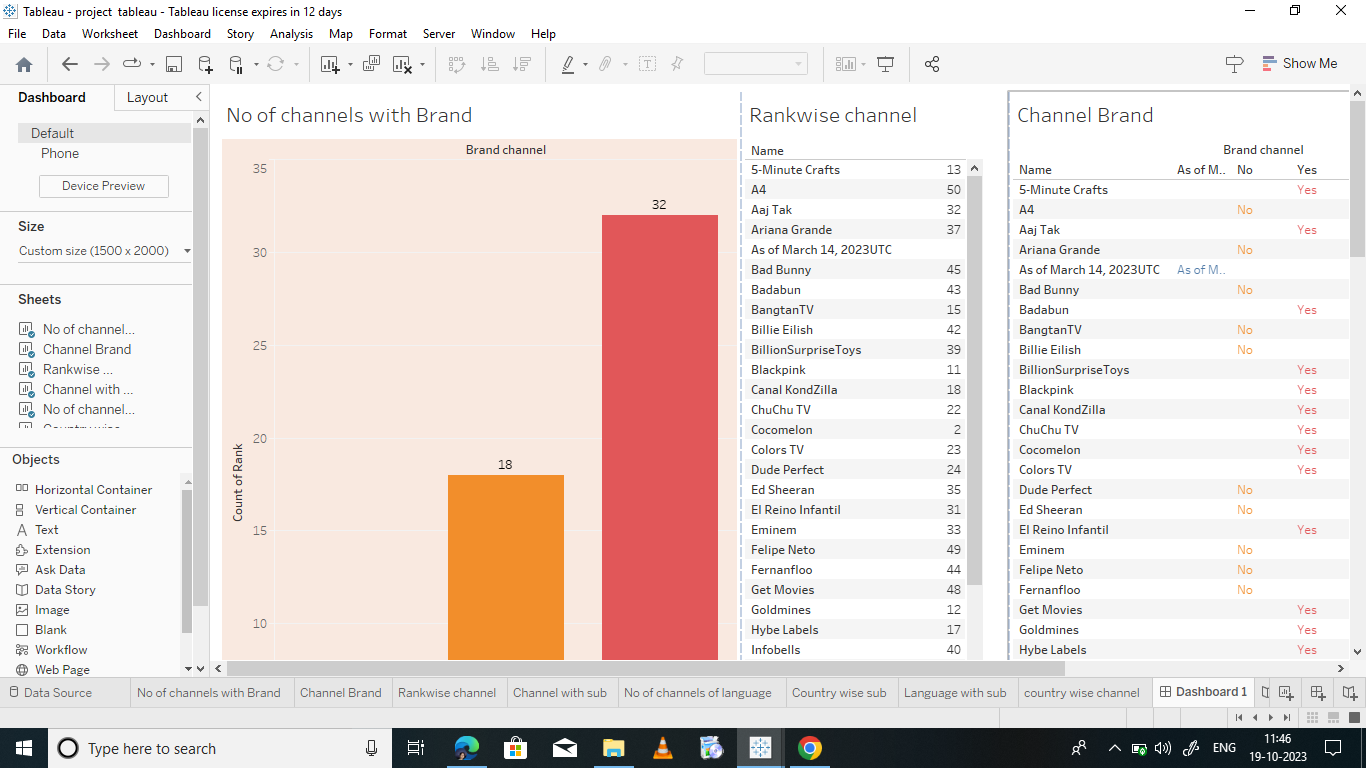 Tableau - project tableau - Tableau license expires in 12 days
File Data Worksheet Dashboard Story Analysis Map Format Server Window Help
Show Me
Dashboard Layout
Default
Phone
Device Preview
Size
Custom size (1500 x 2000)
Sheets
No of channel...
Channel Brand
Rankwise ...
Channel with ...
No of channel...
Objects
Horizontal Container
Vertical Container
Text
Extension
Ask Data
Data Story
Image
Blank
Workflow
Web Page
No of channels with Brand
Brand channel
35
30
25
20
15
10
Count of Rank
18
32
Rankwise channel
Name
5-Minute Crafts 13
A4 50
Aaj Tak 32
Ariana Grande 37
As of March 14, 2023UTC
Bad Bunny 45
Badabun 43
BangtanTV 15
Billie Eilish 42
BillionSurpriseToys 39
Blackpink 11
Canal KondZilla 18
ChuChu TV 22
Cocomelon 2
Colors TV 23
Dude Perfect 24
Ed Sheeran 35
El Reino Infantil 31
Eminem 33
Felipe Neto 49
Fernanfloo 44
Get Movies 48
Goldmines 12
Hybe Labels 17
Infobells 40
Channel Brand
Brand channel
Name As of M.. No Yes
5-Minute Crafts Yes
A4 No
Aaj Tak Yes
Ariana Grande No
As of March 14, 2023UTC As of M..
Bad Bunny No
Badabun Yes
BangtanTV No
Billie Eilish No
BillionSurpriseToys Yes
Blackpink Yes
Canal KondZilla Yes
ChuChu TV Yes
Cocomelon Yes
Colors TV Yes
Dude Perfect No
Ed Sheeran No
El Reino Infantil Yes
Eminem No
Felipe Neto No
Fernanfloo No
Get Movies Yes
Goldmines Yes
Hybe Labels Yes
Data Source No of channels with Brand Channel Brand Rankwise channel Channel with sub No of channels of language Country wise sub Language with sub country wise channel Dashboard 1
Type here to search
ENG
11:46
19-10-2023